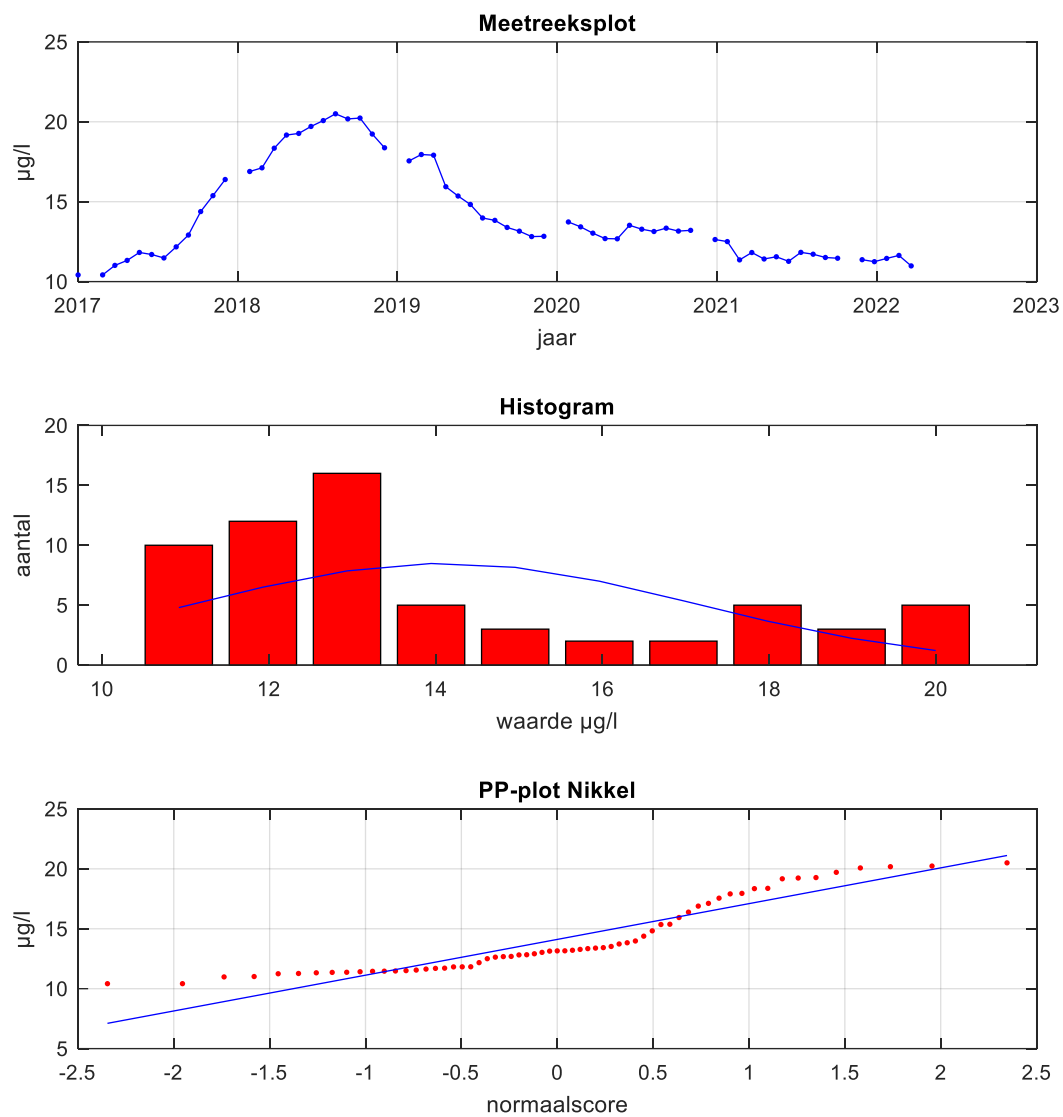 Meetreeksplot
25
20
15
10
µg/l
2017 2018 2019 2020 2021 2022 2023
jaar
Histogram
20
15
10
5
0
aantal
10 12 14 16 18 20
waarde µg/l
PP-plot Nikkel
25
20
15
10
5
µg/l
-2.5 -2 -1.5 -1 -0.5 0 0.5 1 1.5 2 2.5
normaalscore